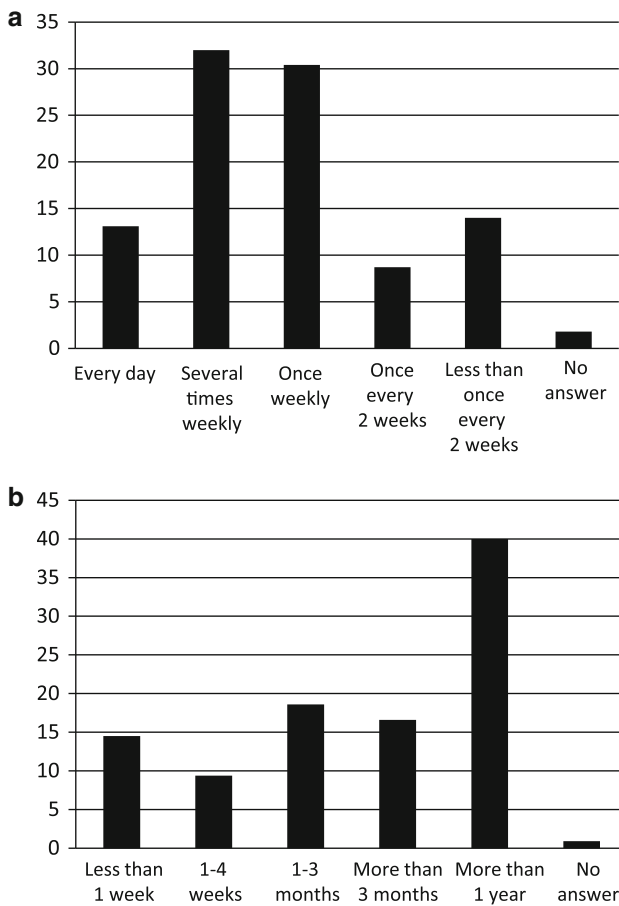 a
35
30
25
20
15
10
5
0
Every day
Several
times
weekly
Once
weekly
Once
every
2 weeks
Less than
once
every
2 weeks
No
answer
b
45
40
35
30
25
20
15
10
5
0
Less than
1 week
1-4
weeks
1-3
months
More than
3 months
More than
1 year
No
answer